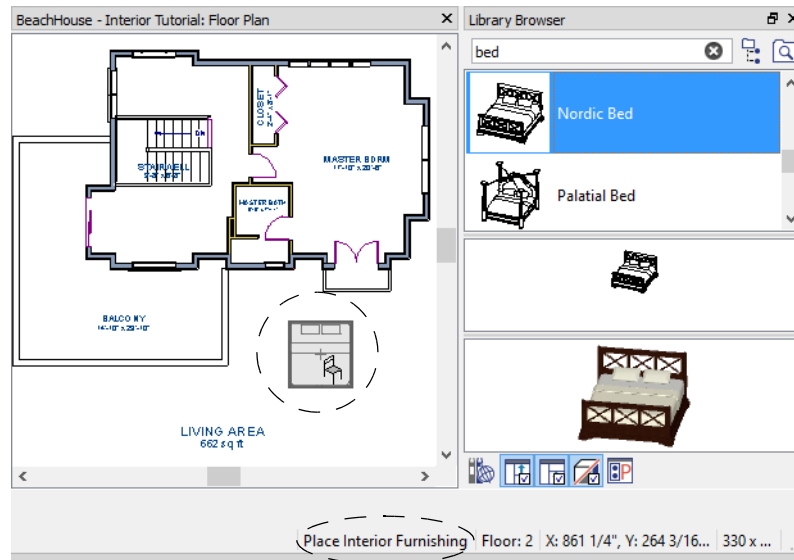 BeachHouse - Interior Tutorial: Floor Plan
Library Browser
bed
Nordic Bed
Palatial Bed
CLOSET
DN
STAIRWELL
MASTER BDRM
MASTER BATH
BALCONY
LIVING AREA
662 sq ft
P
Place Interior Furnishing
Floor: 2
X: 861 1/4", Y: 264 3/16...
330 x ...